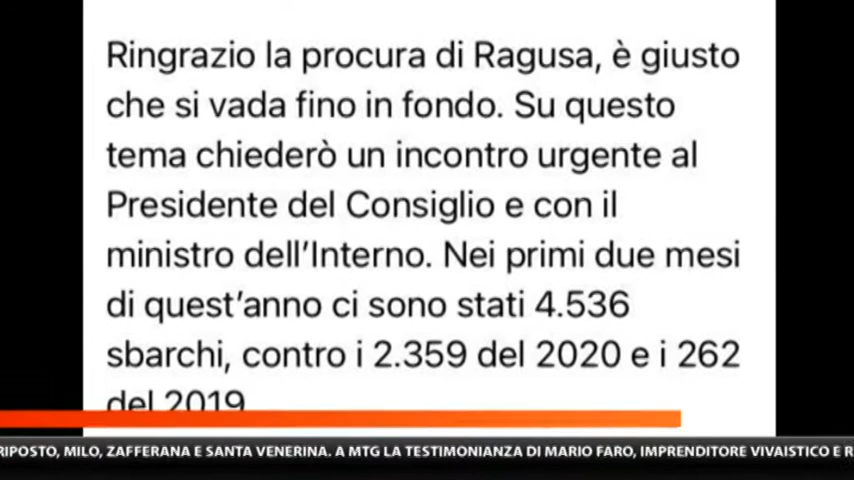 Ringrazio la procura di Ragusa, è giusto
che si vada fino in fondo. Su questo
tema chiederò un incontro urgente al
Presidente del Consiglio e con il
ministro dell'Interno. Nei primi due mesi
di quest'anno ci sono stati 4.536
sbarchi, contro i 2.359 del 2020 e i 262
del 2019
RIPOSTO, MILO, ZAFFERANA E SANTA VENERINA. A MTG LA TESTIMONIANZA DI MARIO FARO, IMPRENDITORE VIVAISTICO E R